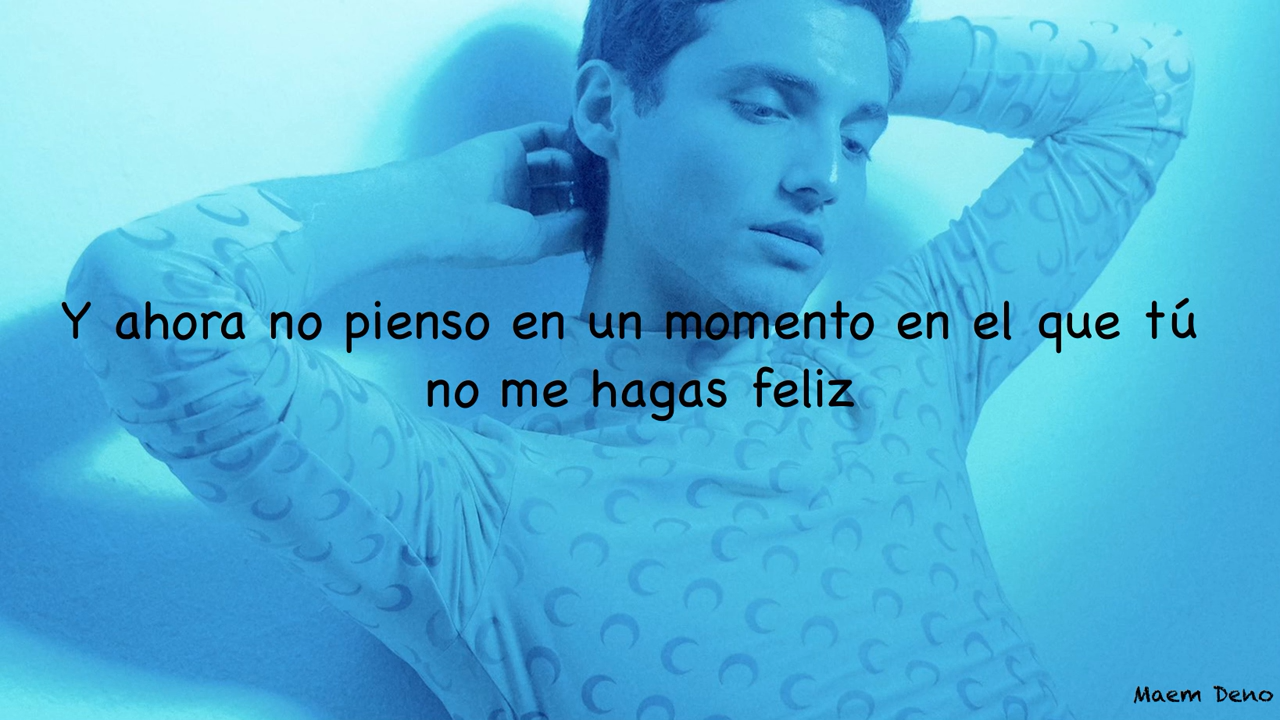 Y ahora no pienso en un momento en el que tú
no me hagas feliz
Maem Deno